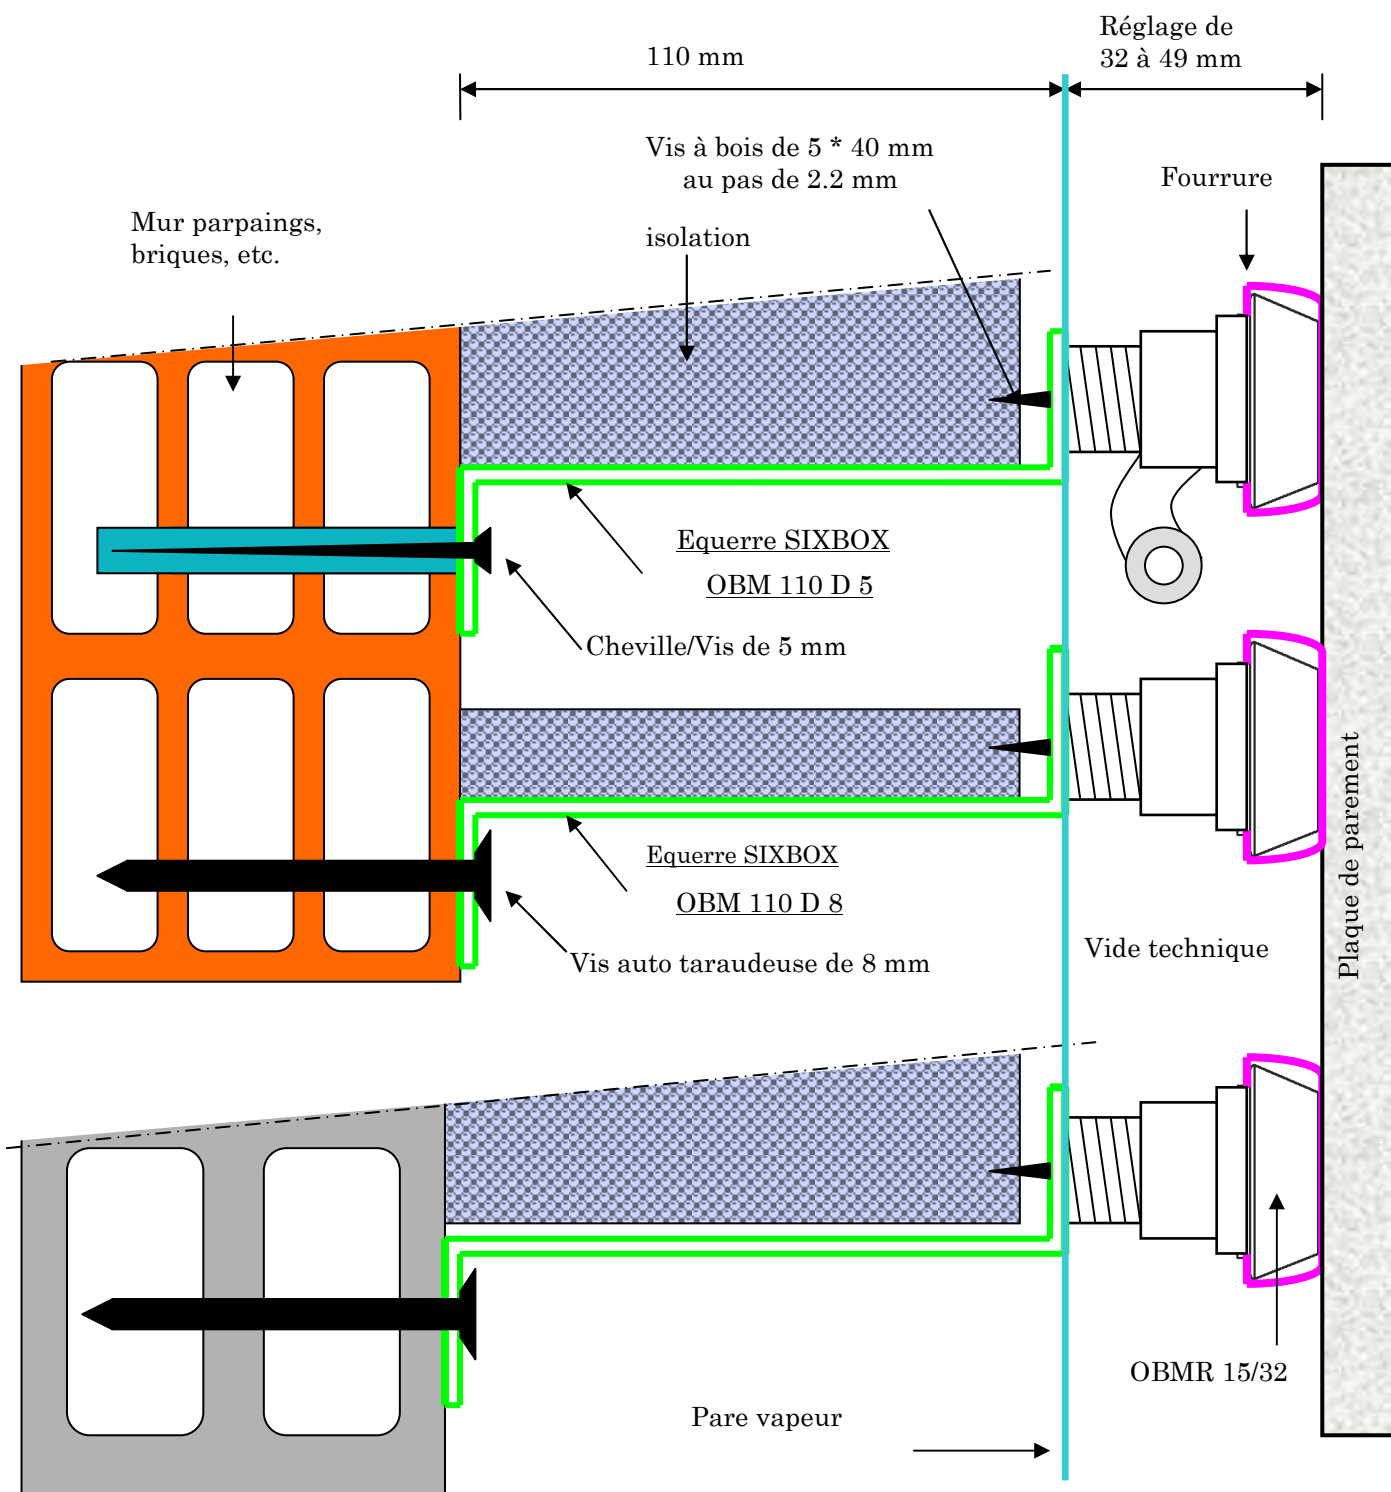 Réglage de
32 à 49 mm
110 mm
Vis à bois de 5 * 40 mm
au pas de 2.2 mm
Fourrure
Mur parpaings,
briques, etc.
isolation
Equerre SIXBOX
OBM 110 D 5
Cheville/Vis de 5 mm
Plaque de parement
Equerre SIXBOX
OBM 110 D 8
Vide technique
Vis auto taraudeuse de 8 mm
OBMR 15/32
Pare vapeur